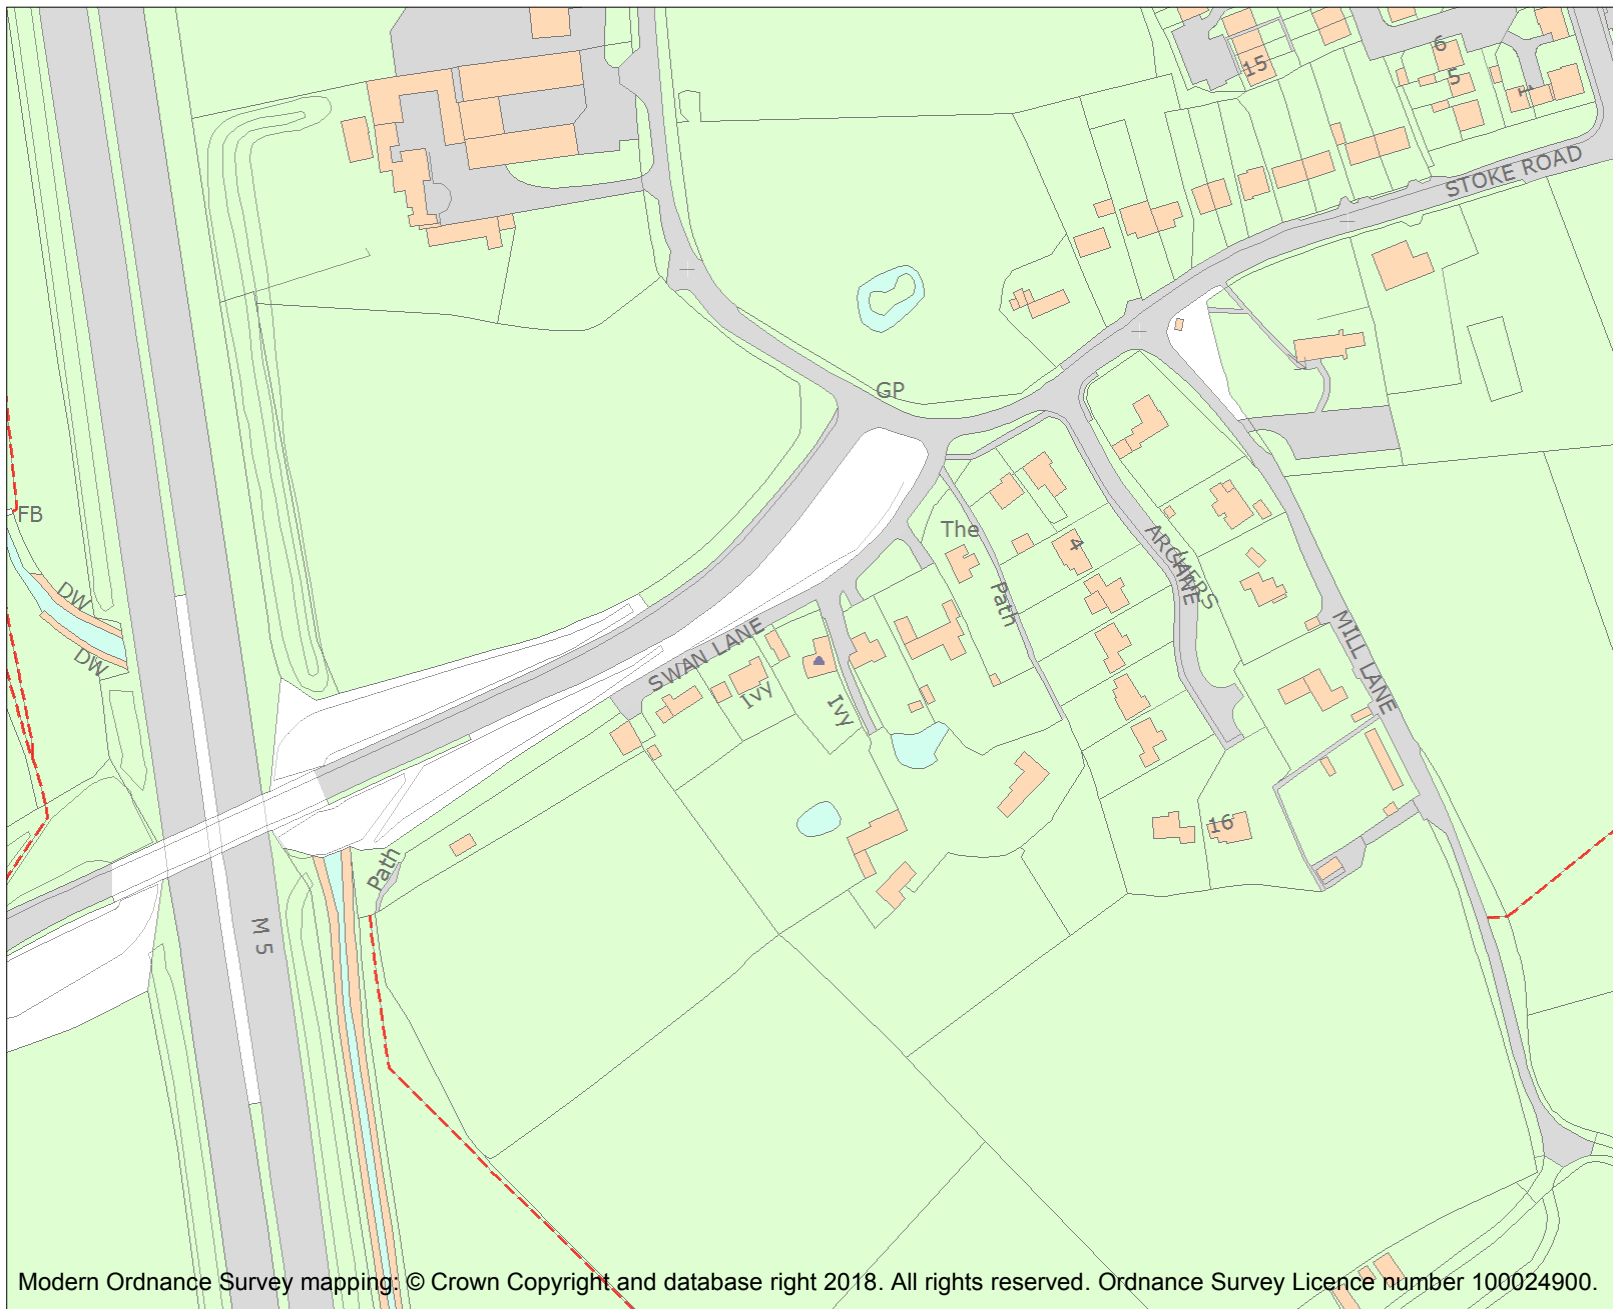 6
15
5
1
STOKE ROAD
GP
FB
The
4
ARCHERS
LANE
DW
Path
SWAN LANE
MILL LANE
DW
Ivy
Ivy
16
Path
M 5
Modern Ordnance Survey mapping: © Crown Copyright and database right 2018. All rights reserved. Ordnance Survey Licence number 100024900.